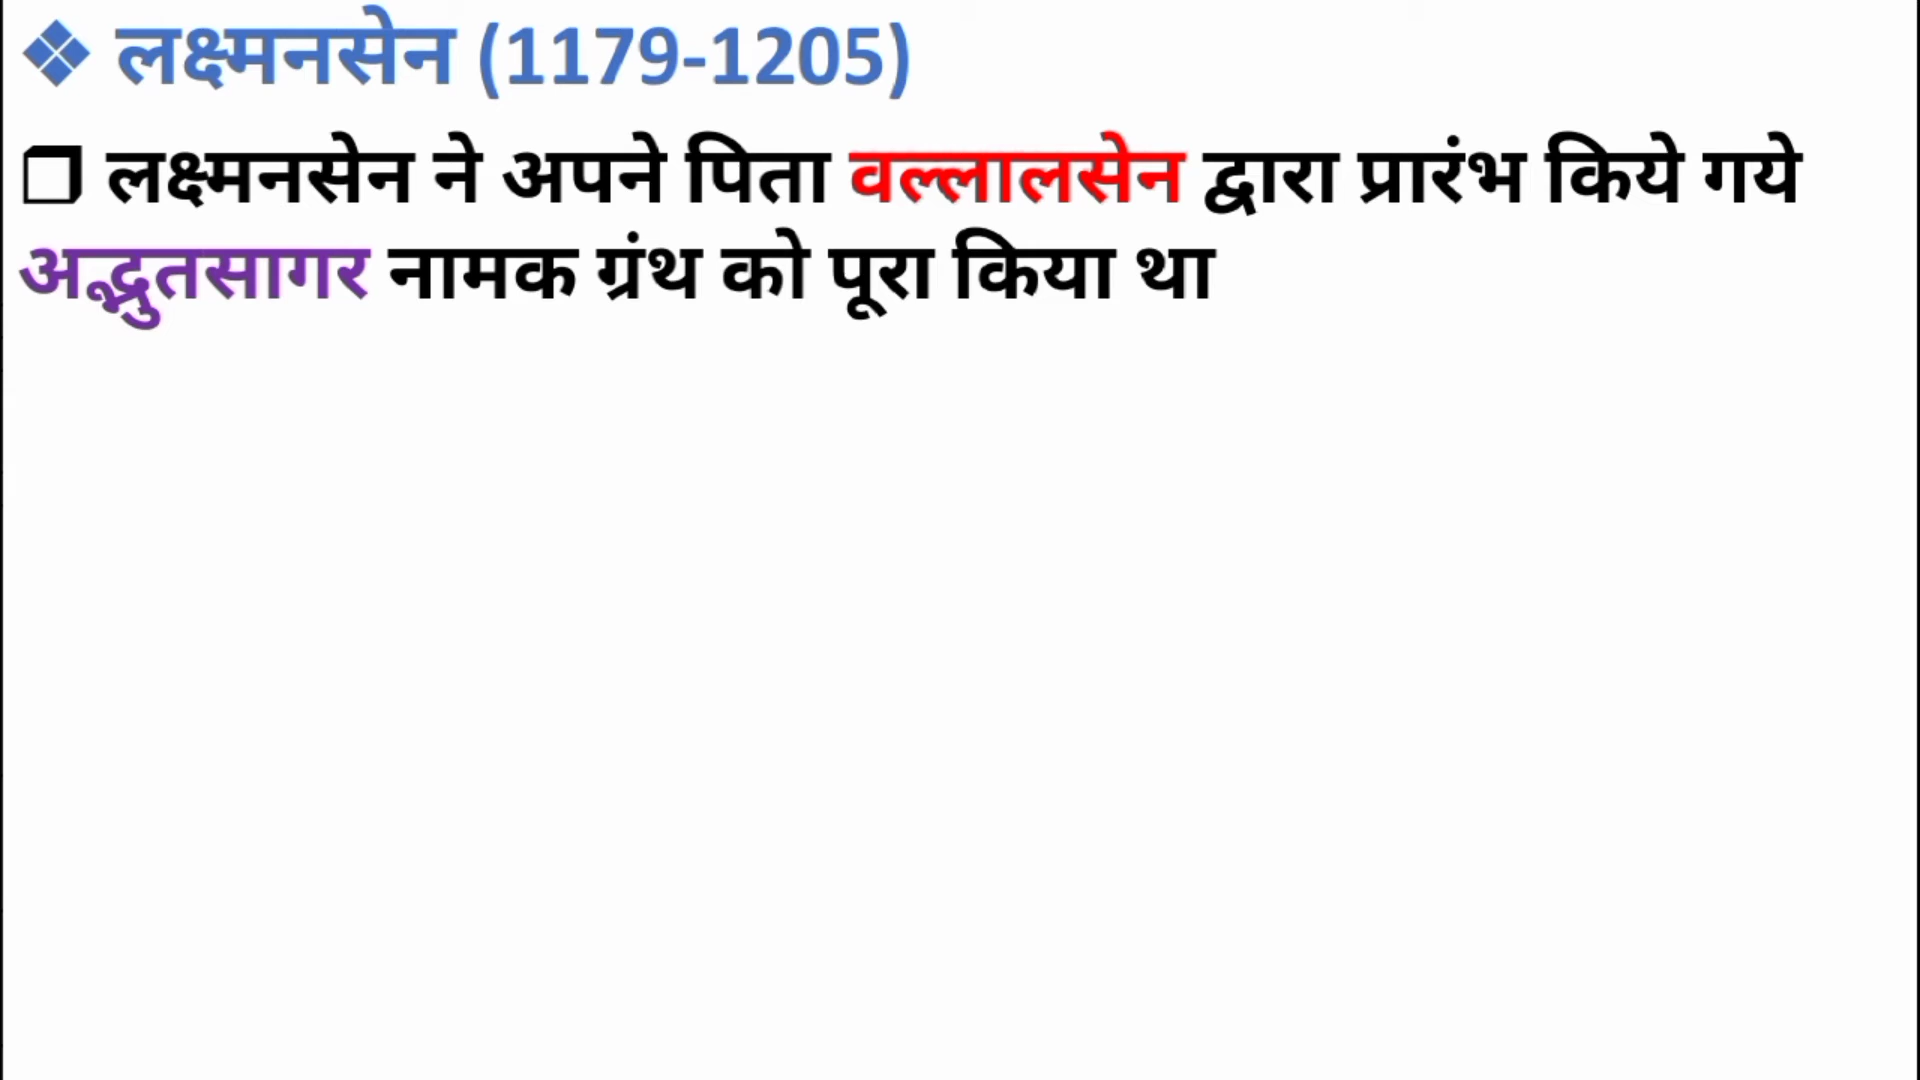 ❖ लक्ष्मनसेन (1179-1205)
❒ लक्ष्मनसेन ने अपने पिता वल्लालसेन द्वारा प्रारंभ किये गये
अद्भुतसागर नामक ग्रंथ को पूरा किया था